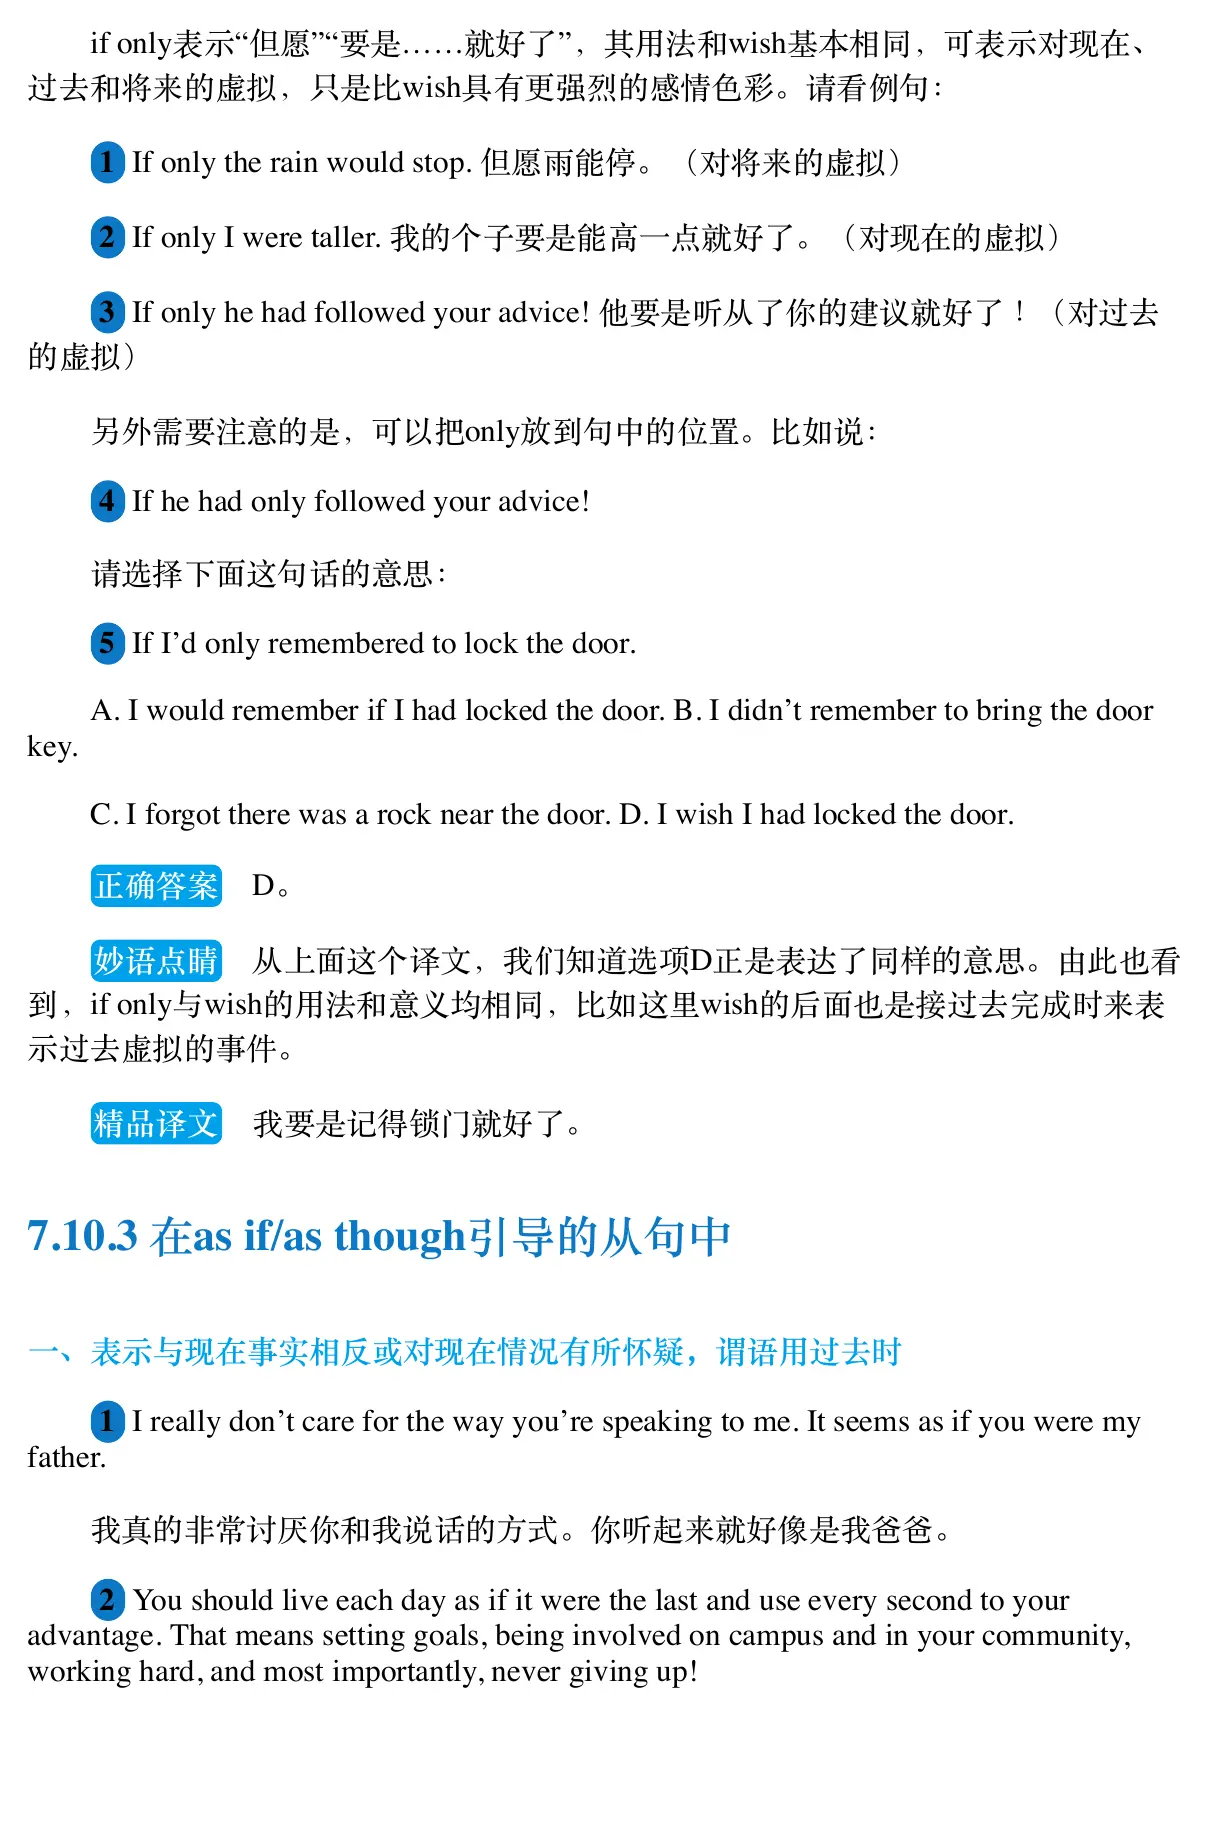 if only表示“但愿”“要是……就好了”，其用法和wish基本相同，可表示对现在、
过去和将来的虚拟，只是比wish具有更强烈的感情色彩。请看例句：
1 If only the rain would stop. 但愿雨能停。（对将来的虚拟）
2 If only I were taller. 我的个子要是能高一点就好了。（对现在的虚拟）
3 If only he had followed your advice! 他要是听从了你的建议就好了！（对过去
的虚拟）
另外需要注意的是，可以把only放到句中的位置。比如说：
4 If he had only followed your advice!
请选择下面这句话的意思：
5 If I’d only remembered to lock the door.
A. I would remember if I had locked the door. B. I didn’t remember to bring the door
key.
C. I forgot there was a rock near the door. D. I wish I had locked the door.
正确答案 D。
妙语点睛 从上面这个译文，我们知道选项D正是表达了同样的意思。由此也看
到，if only与wish的用法和意义均相同，比如这里wish的后面也是接过去完成时来表
示过去虚拟的事件。
精品译文 我要是记得锁门就好了。
7.10.3 在as if/as though引导的从句中
一、表示与现在事实相反或对现在情况有所怀疑，谓语用过去时
1 I really don’t care for the way you’re speaking to me. It seems as if you were my
father.
我真的非常讨厌你和我说话的方式。你听起来就好像是我爸爸。
2 You should live each day as if it were the last and use every second to your
advantage. That means setting goals, being involved on campus and in your community,
working hard, and most importantly, never giving up!